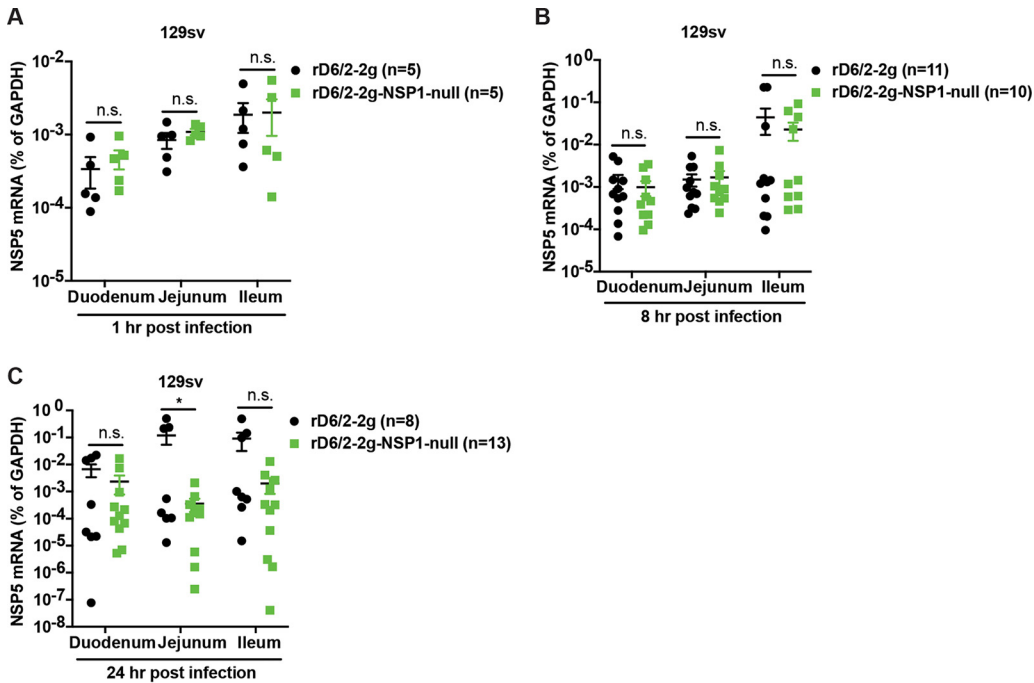 A
129sv
n.s.
n.s.
n.s.
rD6/2-2g (n=5)
rD6/2-2g-NSP1-null (n=5)
NSP5 mRNA (% of GAPDH)
10-2
10-3
10-4
10-5
Duodenum Jejunum Ileum
1 hr post infection
B
129sv
n.s.
n.s.
n.s.
rD6/2-2g (n=11)
rD6/2-2g-NSP1-null (n=10)
NSP5 mRNA (% of GAPDH)
100
10-1
10-2
10-3
10-4
10-5
Duodenum Jejunum Ileum
8 hr post infection
C
129sv
n.s.
*
n.s.
rD6/2-2g (n=8)
rD6/2-2g-NSP1-null (n=13)
NSP5 mRNA (% of GAPDH)
100
10-1
10-2
10-3
10-4
10-5
10-6
10-7
10-8
Duodenum Jejunum Ileum
24 hr post infection